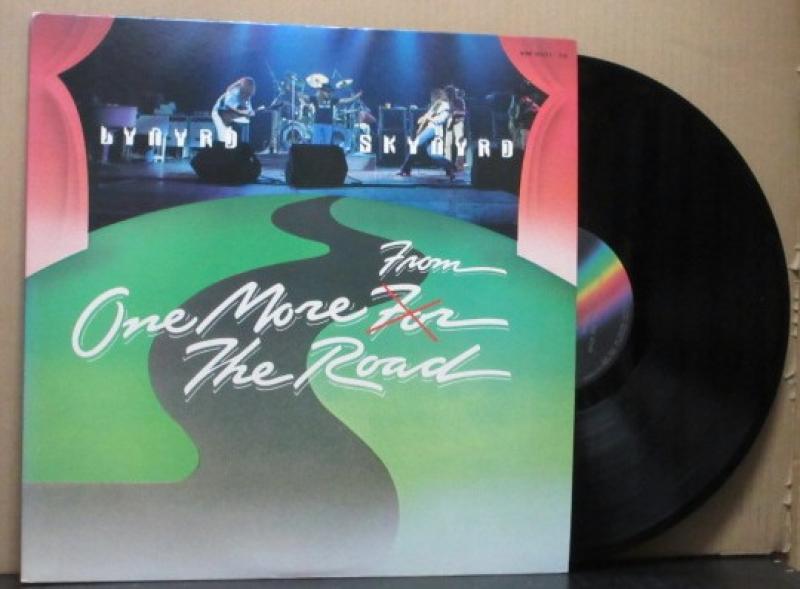 LYNYRD SKYNYRD
From
One More For
The Road